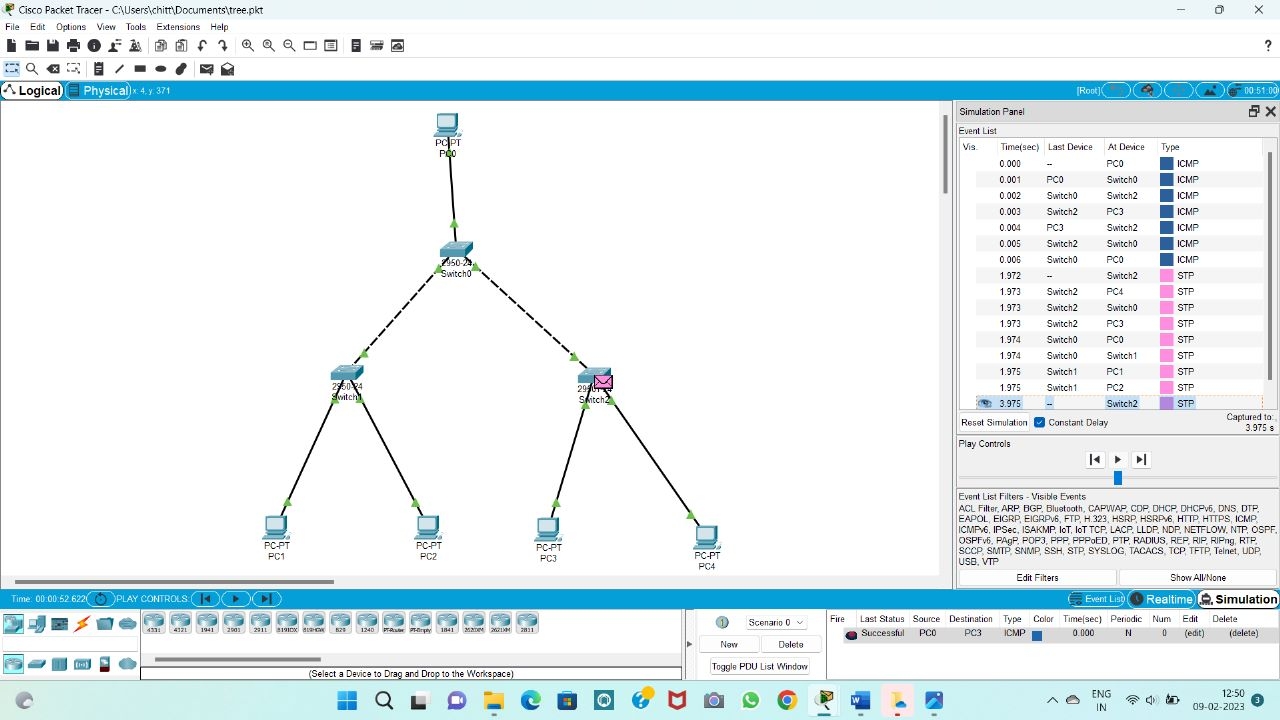 Cisco Packet Tracer - C:\Users\chitt\Documents\tree.pkt
File Edit Options View Tools Extensions Help
?
Logical Physical x: 4, y: 371 [Root] 00:51:00
Simulation Panel
Event List
Vis. Time(sec) Last Device At Device Type
0.000 -- PC0 ICMP
0.001 PC0 Switch0 ICMP
0.002 Switch0 Switch2 ICMP
0.003 Switch2 PC3 ICMP
0.004 PC3 Switch2 ICMP
0.005 Switch2 Switch0 ICMP
0.006 Switch0 PC0 ICMP
1.972 -- Switch2 STP
1.973 Switch2 PC4 STP
1.973 Switch2 Switch0 STP
1.973 Switch2 PC3 STP
1.974 Switch0 PC0 STP
1.974 Switch0 Switch1 STP
1.975 Switch1 PC1 STP
1.975 Switch1 PC2 STP
3.975 -- Switch2 STP
Reset Simulation Constant Delay Captured to:
3.975 s
Play Controls
Event List Filters - Visible Events
ACL Filter, ARP, BGP, Bluetooth, CAPWAP, CDP, DHCP, DHCPv6, DNS, DTP,
EAPOL, EIGRP, EIGRPv6, FTP, H.323, HSRP, HSRPv6, HTTP, HTTPS, ICMP,
ICMPv6, IPSec, ISAKMP, IoT, IoT TCP, LACP, LLDP, NDP, NETFLOW, NTP, OSPF,
OSPFv6, PAgP, POP3, PPP, PPPoED, PTP, RADIUS, REP, RIP, RIPng, RTP,
SCCP, SMTP, SNMP, SSH, STP, SYSLOG, TACACS, TCP, TFTP, Telnet, UDP,
USB, VTP
Edit Filters Show All/None
PC-PT
PC0
2950-24
Switch0
2950-24
Switch1
2950-24
Switch2
PC-PT
PC1
PC-PT
PC2
PC-PT
PC3
PC-PT
PC4
Time: 00:00:52.622 PLAY CONTROLS: Event List Realtime Simulation
4331 4321 1941 2901 2911 819IOX 819HGW 829 1240 PT-Router PT-Empty 1841 2620XM 2621XM 2811
(Select a Device to Drag and Drop to the Workspace)
Scenario 0
New Delete
Toggle PDU List Window
Fire Last Status Source Destination Type Color Time(sec) Periodic Num Edit Delete
Successful PC0 PC3 ICMP 0.000 N 0 (edit) (delete)
ENG
IN
12:50
09-02-2023
3